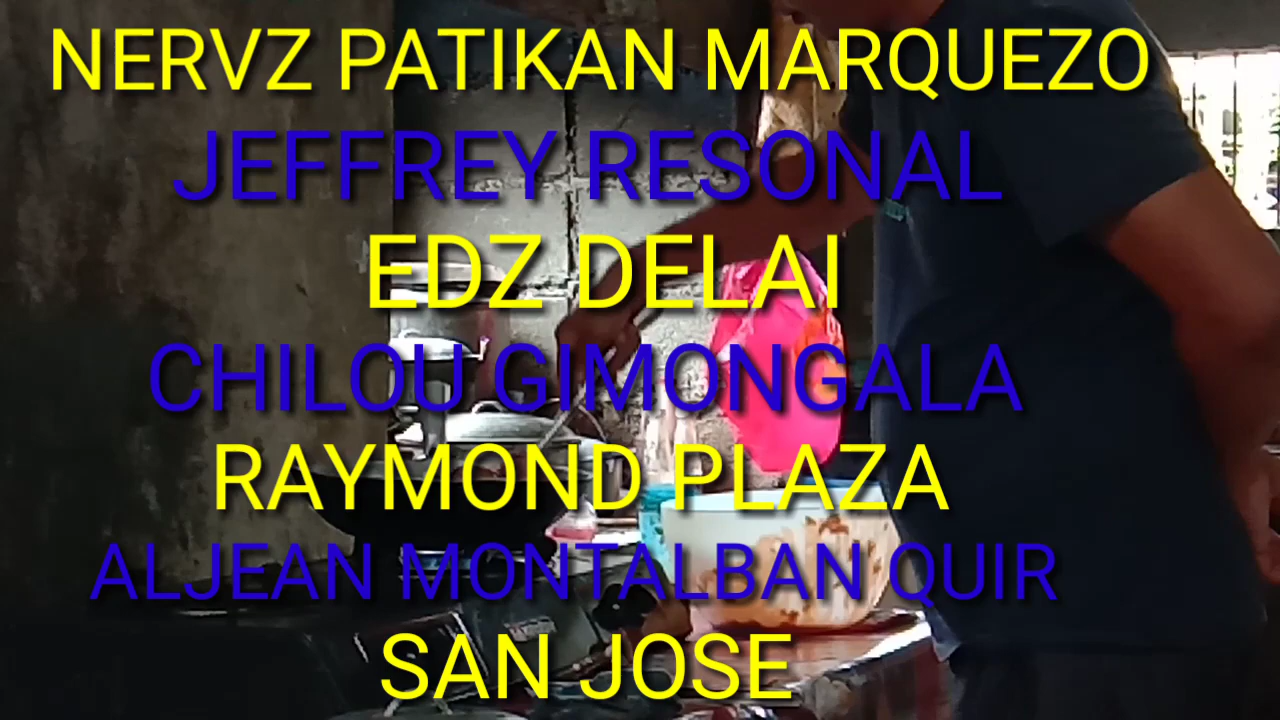 NERVZ PATIKAN MARQUEZO
JEFFREY RESONAL
EDZ DELAI
CHILOU GIMONGALA
RAYMOND PLAZA
ALJEAN MONTALBAN QUIR
SAN JOSE